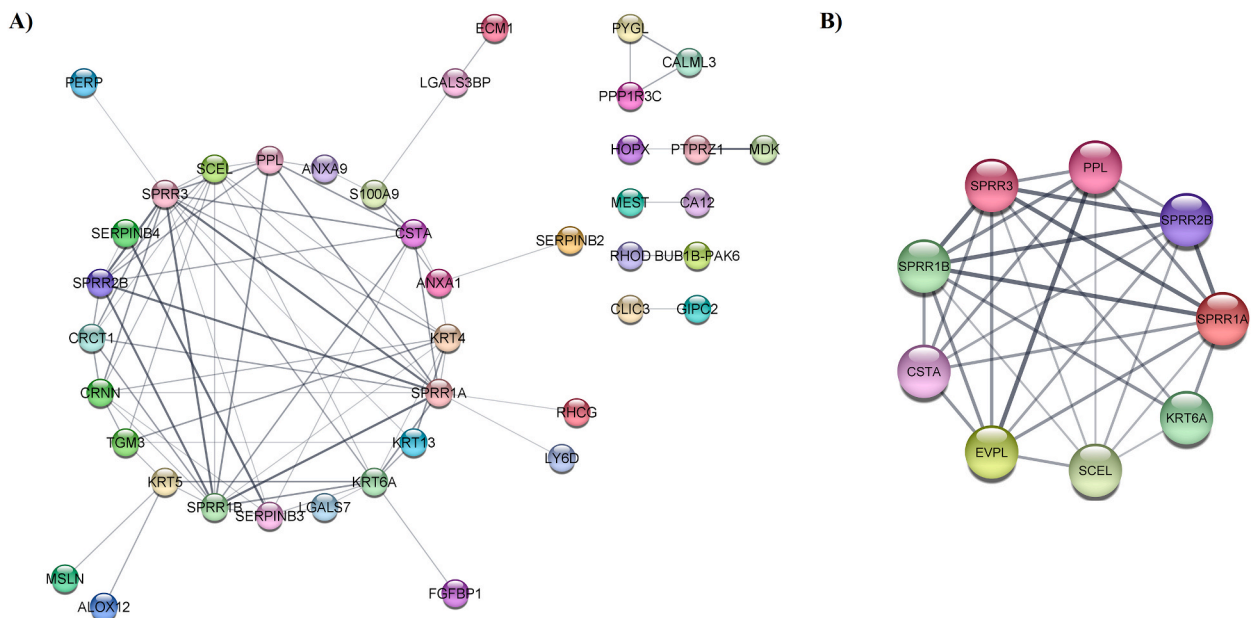 A)
B)
ECM1
PYGL
CALML3
PERP
LGALS3BP
PPP1R3C
HOPX
PTPRZ1
MDK
SCEL
PPL
ANXA9
S100A9
SPRR3
SERPINB4
CSTA
SERPINB2
MEST
CA12
SPRR2B
ANXA1
RHOD
BUB1B-PAK6
CRCT1
KRT4
CLIC3
GIPC2
CRNN
SPRR1A
RHCG
TGM3
KRT13
LY6D
KRT5
KRT6A
SPRR1B
SERPINB3
LGALS7
MSLN
ALOX12
FGFBP1
PPL
SPRR3
SPRR2B
SPRR1B
SPRR1A
CSTA
KRT6A
EVPL
SCEL